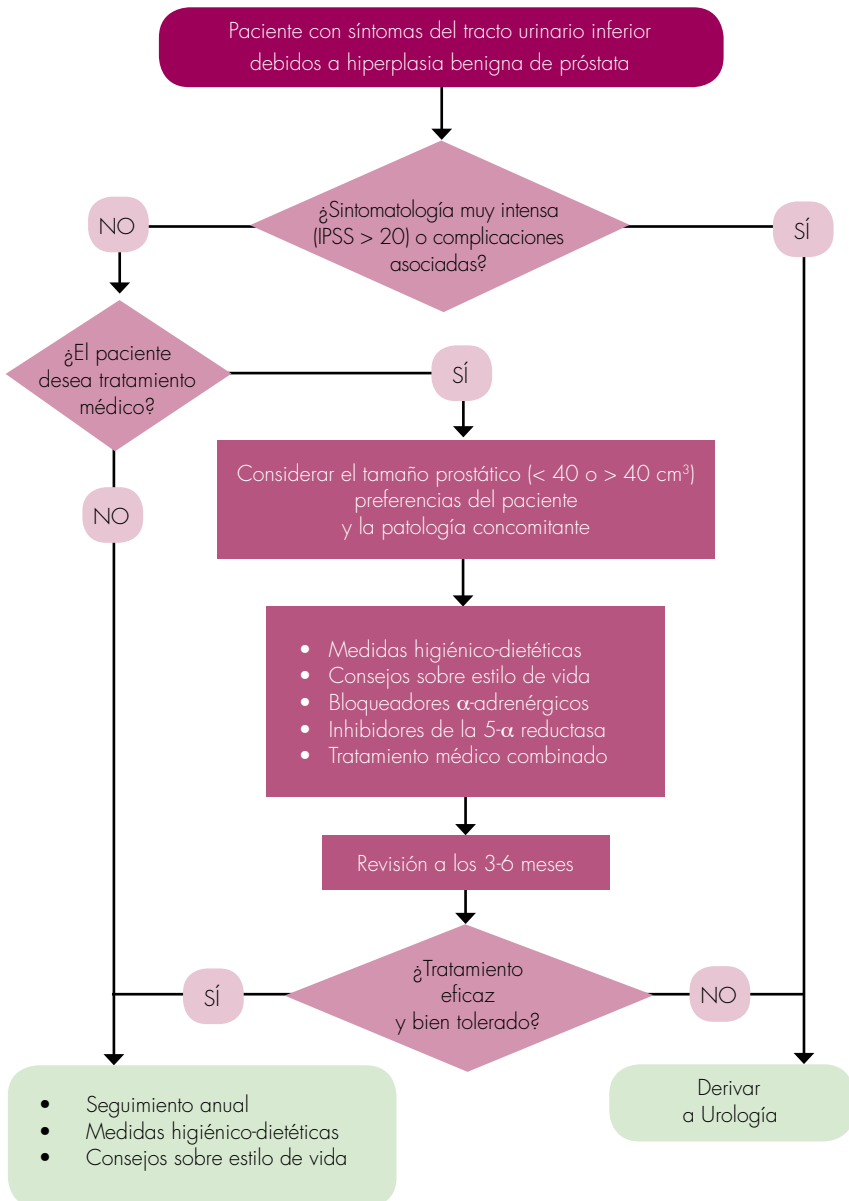 Paciente con síntomas del tracto urinario inferior
debidos a hiperplasia benigna de próstata
¿Sintomatología muy intensa
(IPSS > 20) o complicaciones
asociadas?
NO
SÍ
¿El paciente
desea tratamiento
médico?
SÍ
NO
Considerar el tamaño prostático (< 40 o > 40 cm³)
preferencias del paciente
y la patología concomitante
• Medidas higiénico-dietéticas
• Consejos sobre estilo de vida
• Bloqueadores α-adrenérgicos
• Inhibidores de la 5-α reductasa
• Tratamiento médico combinado
Revisión a los 3-6 meses
¿Tratamiento
eficaz
y bien tolerado?
SÍ
NO
• Seguimiento anual
• Medidas higiénico-dietéticas
• Consejos sobre estilo de vida
Derivar
a Urología